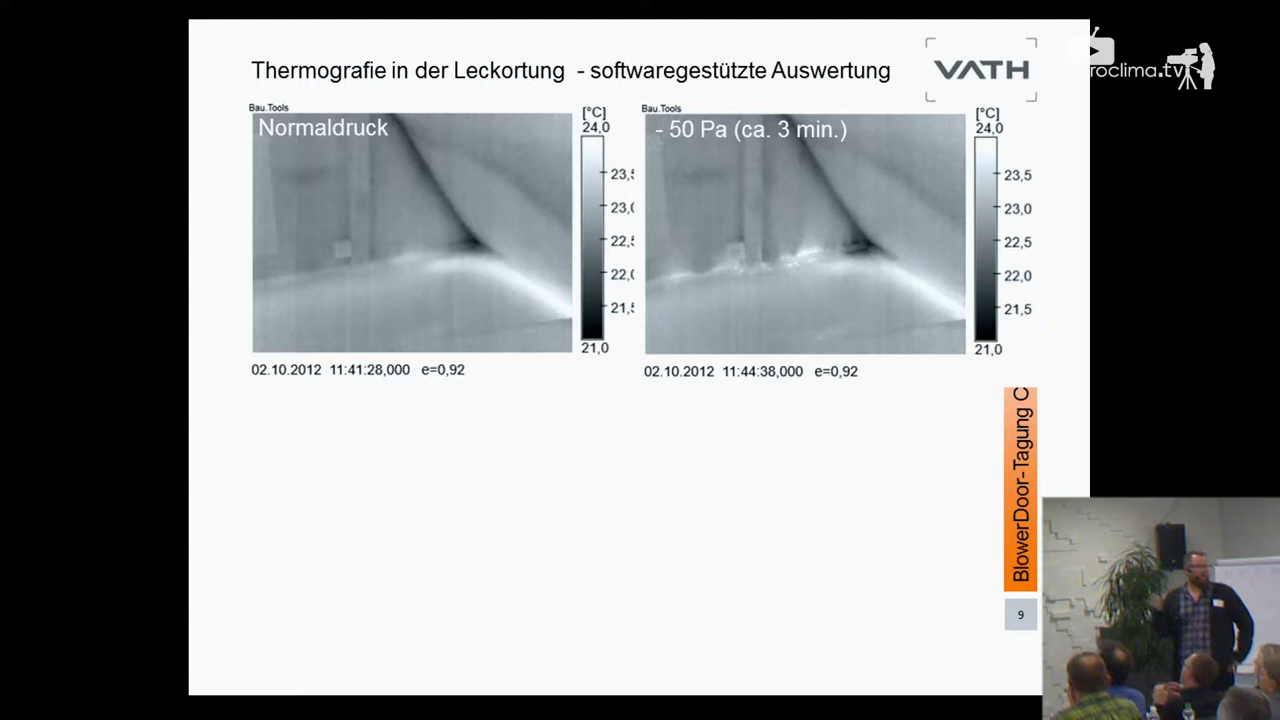 Thermografie in der Leckortung - softwaregestützte Auswertung
VATH
roclima.tv
Bau.Tools
Normaldruck
[°C]
24,0
23,5
23,0
22,5
22,0
21,5
21,0
02.10.2012 11:41:28,000 e=0,92
Bau.Tools
- 50 Pa (ca. 3 min.)
[°C]
24,0
23,5
23,0
22,5
22,0
21,5
21,0
02.10.2012 11:44:38,000 e=0,92
BlowerDoor-Tagung C
9